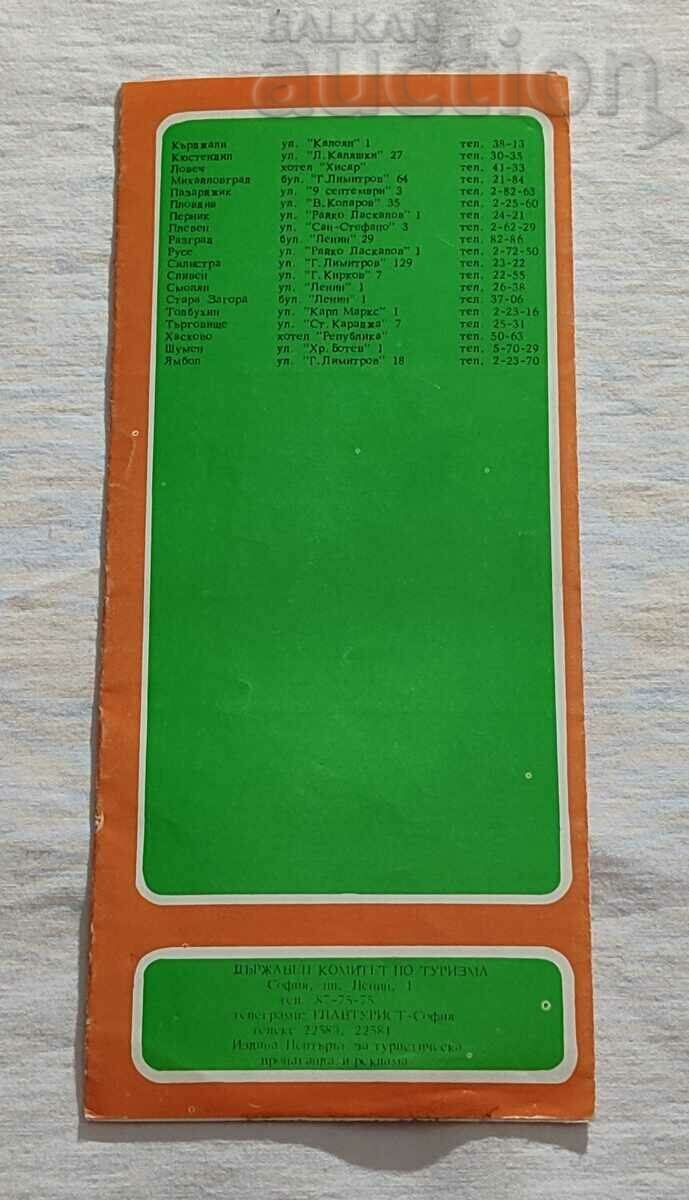 BALKAN
auction
Кърджали ул. "Калоян" 1 тел. 38-13
Кюстендил ул. "Л. Каляшки" 27 тел. 30-35
Ловеч хотел "Хисар" тел. 41-33
Михайловград бул. "Г.Димитров" 64 тел. 21-84
Пазарджик ул. "9 септември" 3 тел. 2-82-63
Пловдив ул. "В.Коларов" 35 тел. 2-25-60
Перник ул. "Райко Даскалов" 1 тел. 24-21
Плевен ул. "Сан-Стефано" 3 тел. 2-62-29
Разград бул. "Ленин" 29 тел. 82-86
Русе ул. "Райко Даскалов" 1 тел. 2-72-50
Силистра ул. "Г.Димитров" 129 тел. 23-22
Сливен ул. "Г.Кирков" 7 тел. 22-55
Смолян ул. "Ленин" 1 тел. 26-38
Стара Загора бул. "Ленин" 1 тел. 37-06
Толбухин ул. "Карл Маркс" 1 тел. 2-23-16
Търговище ул. "Ст.Караджа" 7 тел. 25-31
Хасково хотел "Република" тел. 50-63
Шумен ул. "Хр.Ботев" 1 тел. 5-70-29
Ямбол ул. "Г.Димитров" 18 тел. 2-23-70
ДЪРЖАВЕН КОМИТЕТ ПО ТУРИЗМА
София, пл. Ленин, 1
тел. 87-75-75
телеграми: ГЛАВТУРИСТ-София
телекс 22583, 22584
Издава Центърът за туристическа
пропаганда и реклама